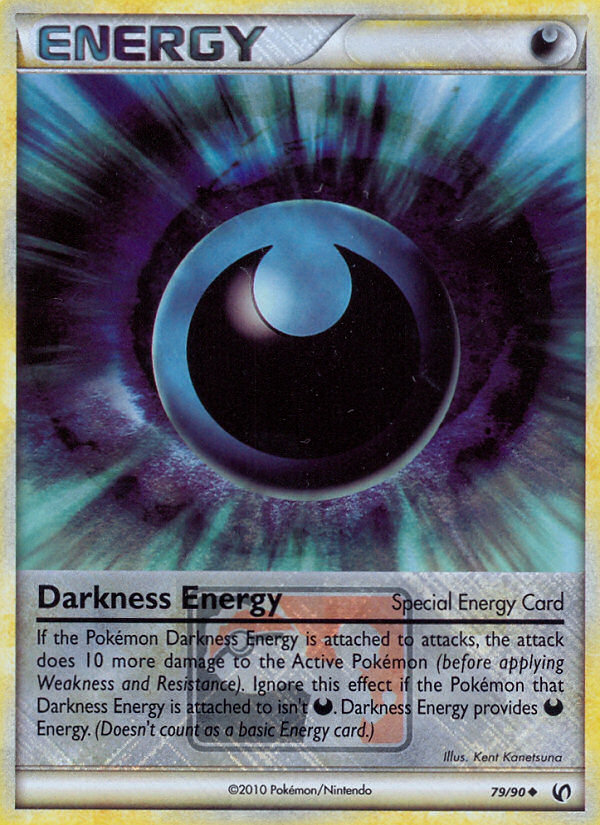 ENERGY
Darkness Energy
Special Energy Card
If the Pokémon Darkness Energy is attached to attacks, the attack
does 10 more damage to the Active Pokémon (before applying
Weakness and Resistance). Ignore this effect if the Pokémon that
Darkness Energy is attached to isn't . Darkness Energy provides
Energy. (Doesn't count as a basic Energy card.)
Illus. Kent Kanetsuna
©2010 Pokémon/Nintendo
79/90